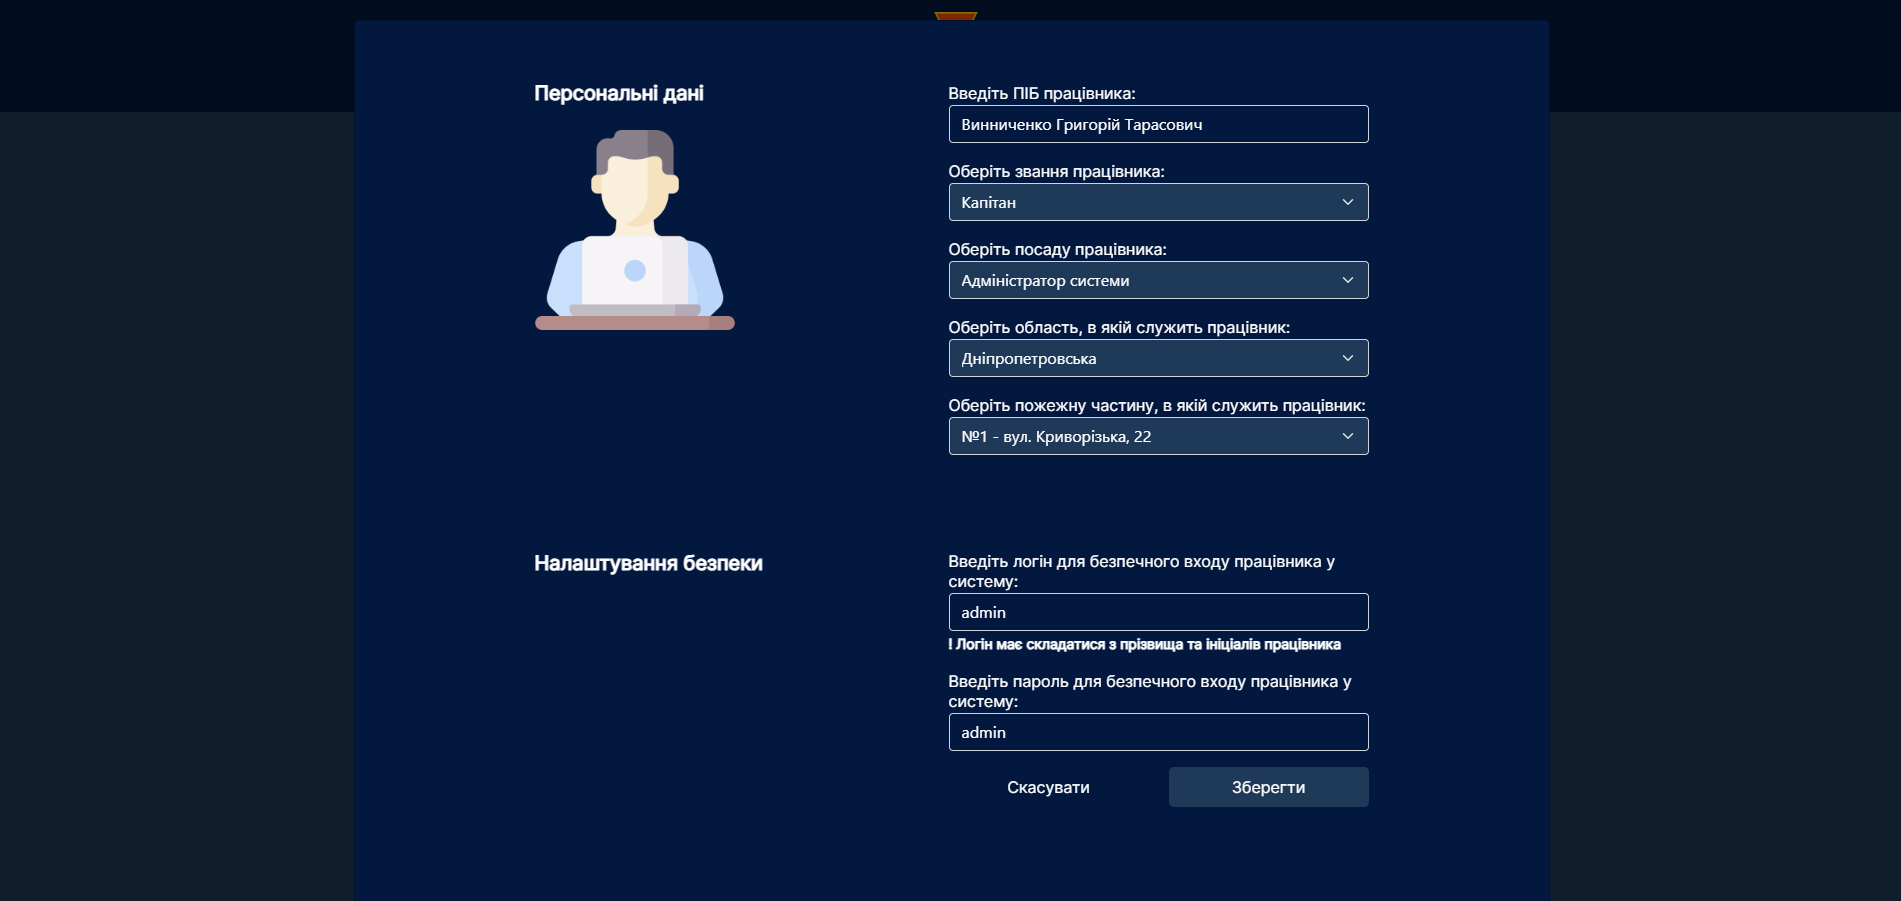 Персональні дані
Введіть ПІБ працівника:
Винниченко Григорій Тарасович
Оберіть звання працівника:
Капітан
Оберіть посаду працівника:
Адміністратор системи
Оберіть область, в якій служить працівник:
Дніпропетровська
Оберіть пожежну частину, в якій служить працівник:
№1 - вул. Криворізька, 22
Налаштування безпеки
Введіть логін для безпечного входу працівника у
систему:
admin
! Логін має складатися з прізвища та ініціалів працівника
Введіть пароль для безпечного входу працівника у
систему:
admin
Скасувати
Зберегти